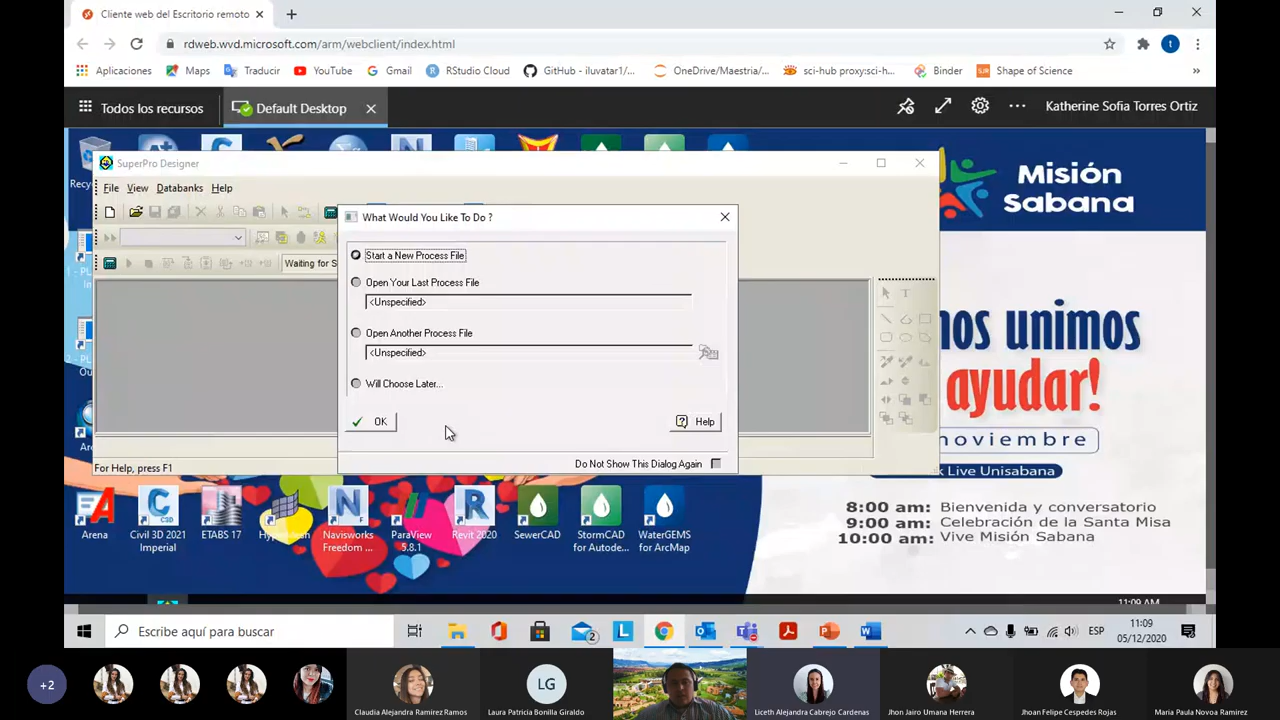 Cliente web del Escritorio remoto
rdweb.wvd.microsoft.com/arm/webclient/index.html
Aplicaciones
Maps
Traducir
YouTube
Gmail
RStudio Cloud
GitHub - iluvatar1/...
OneDrive/Maestria/...
sci-hub proxy:sci-h...
Binder
Shape of Science
Todos los recursos
Default Desktop
Katherine Sofia Torres Ortiz
SuperPro Designer
File View Databanks Help
Waiting for S
What Would You Like To Do ?
Start a New Process File
Open Your Last Process File
<Unspecified>
Open Another Process File
<Unspecified>
Will Choose Later...
OK
Help
Do Not Show This Dialog Again
For Help, press F1
Misión
Sabana
nos unimos
ayudar!
noviembre
k Live Unisabana
8:00 am: Bienvenida y conversatorio
9:00 am: Celebración de la Santa Misa
10:00 am: Vive Misión Sabana
Arena
Civil 3D 2021 Imperial
ETABS 17
Navisworks Freedom ...
ParaView 5.8.1
Revit 2020
SewerCAD
StormCAD for Autode...
WaterGEMS for ArcMap
11:09 AM
Escribe aquí para buscar
2
ESP
11:09
05/12/2020
+2
Claudia Alejandra Ramirez Ramos
LG
Laura Patricia Bonilla Giraldo
Liceth Alejandra Cabrejo Cardenas
Jhon Jairo Umana Herrera
Jhoan Felipe Cespedes Rojas
Maria Paula Novoa Ramirez